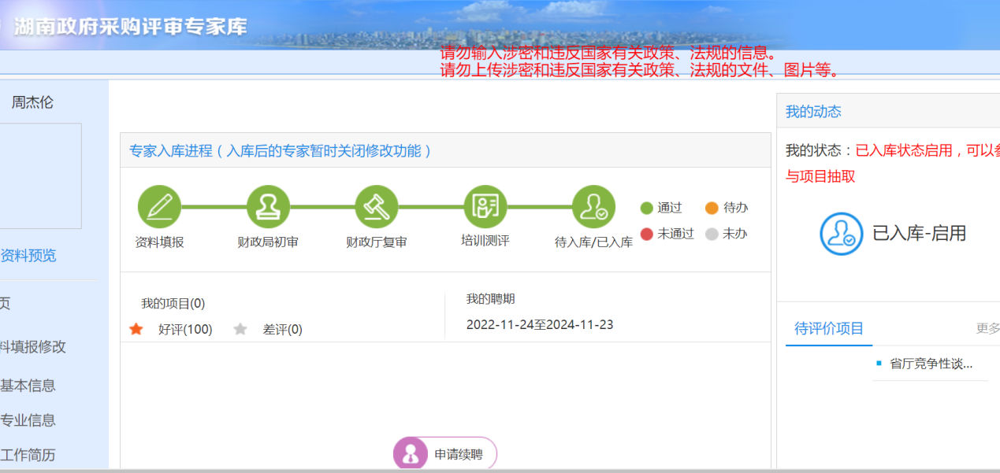 湖南政府采购评审专家库
请勿输入涉密和违反国家有关政策、法规的信息。
请勿上传涉密和违反国家有关政策、法规的文件、图片等。
周杰伦
资料预览
页
料填报修改
基本信息
专业信息
工作简历
专家入库进程（入库后的专家暂时关闭修改功能）
资料填报
财政局初审
财政厅复审
培训测评
待入库/已入库
通过
待办
未通过
未办
我的项目(0)
好评(100)
差评(0)
我的聘期
2022-11-24至2024-11-23
申请续聘
我的动态
我的状态：已入库状态启用，可以参
与项目抽取
已入库-启用
待评价项目
更多
省厅竞争性谈...